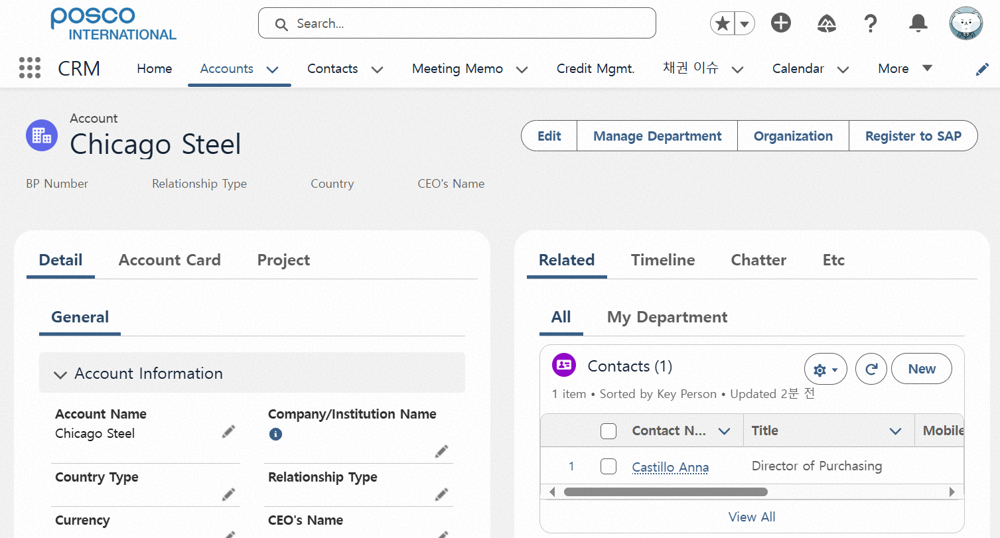 posco
INTERNATIONAL
Search...
CRM
Home
Accounts
Contacts
Meeting Memo
Credit Mgmt.
채권 이슈
Calendar
More
Account
Chicago Steel
Edit
Manage Department
Organization
Register to SAP
BP Number
Relationship Type
Country
CEO's Name
Detail
Account Card
Project
General
Account Information
Account Name
Chicago Steel
Company/Institution Name
Country Type
Relationship Type
Currency
CEO's Name
Related
Timeline
Chatter
Etc
All
My Department
Contacts (1)
New
1 item • Sorted by Key Person • Updated 2분 전
Contact N...
Title
Mobile
1
Castillo Anna
Director of Purchasing
View All